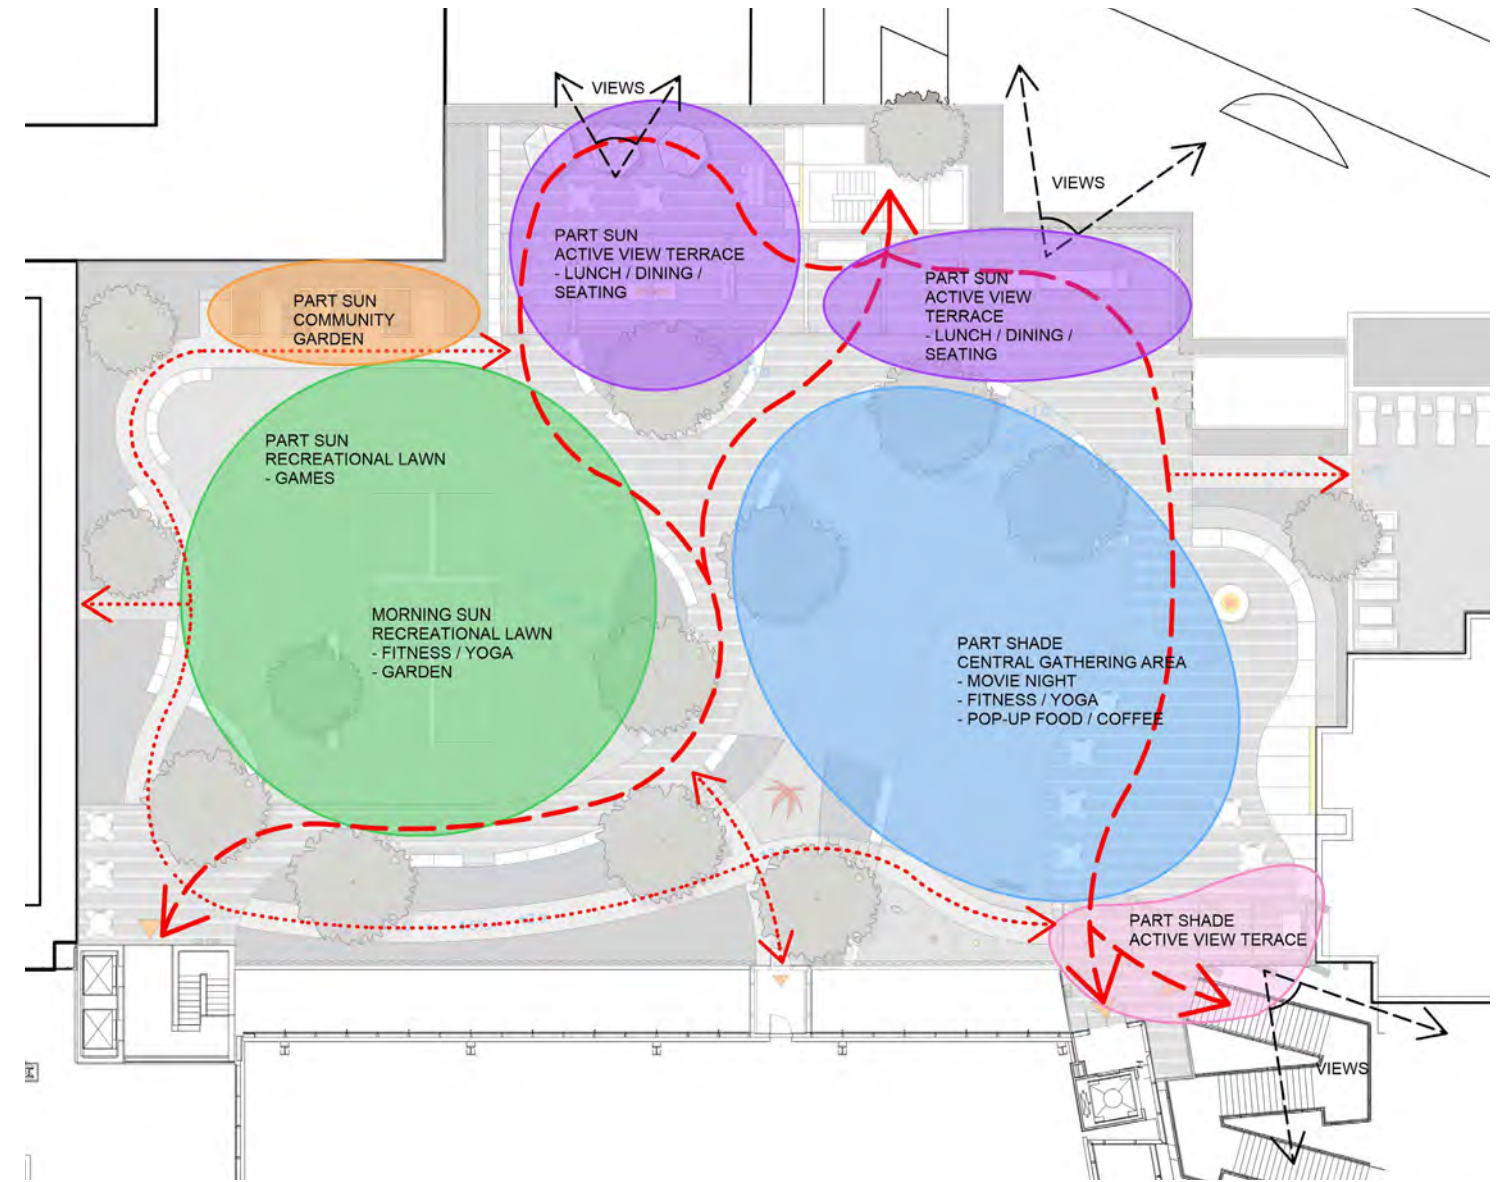 VIEWS
VIEWS
PART SUN
ACTIVE VIEW TERRACE
- LUNCH / DINING /
SEATING
PART SUN
ACTIVE VIEW
TERRACE
- LUNCH / DINING /
SEATING
PART SUN
COMMUNITY
GARDEN
PART SUN
RECREATIONAL LAWN
- GAMES
MORNING SUN
RECREATIONAL LAWN
- FITNESS / YOGA
- GARDEN
PART SHADE
CENTRAL GATHERING AREA
- MOVIE NIGHT
- FITNESS / YOGA
- POP-UP FOOD / COFFEE
PART SHADE
ACTIVE VIEW TERACE
VIEWS